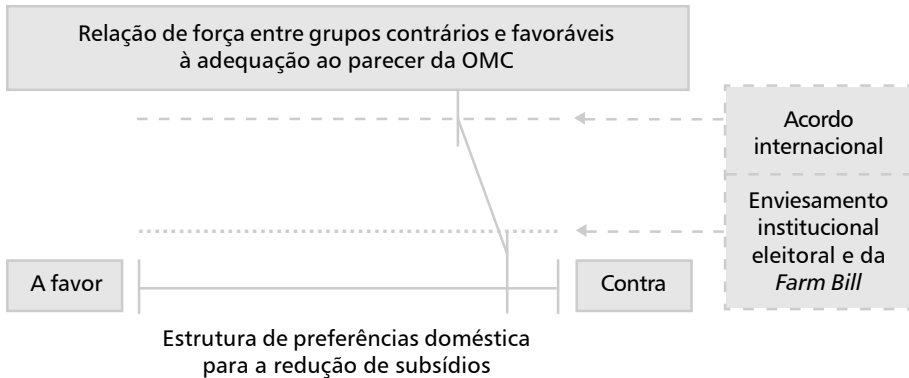 Relação de força entre grupos contrários e favoráveis
à adequação ao parecer da OMC
Acordo
internacional
Enviesamento
institucional
eleitoral e da
Farm Bill
A favor
Contra
Estrutura de preferências doméstica
para a redução de subsídios